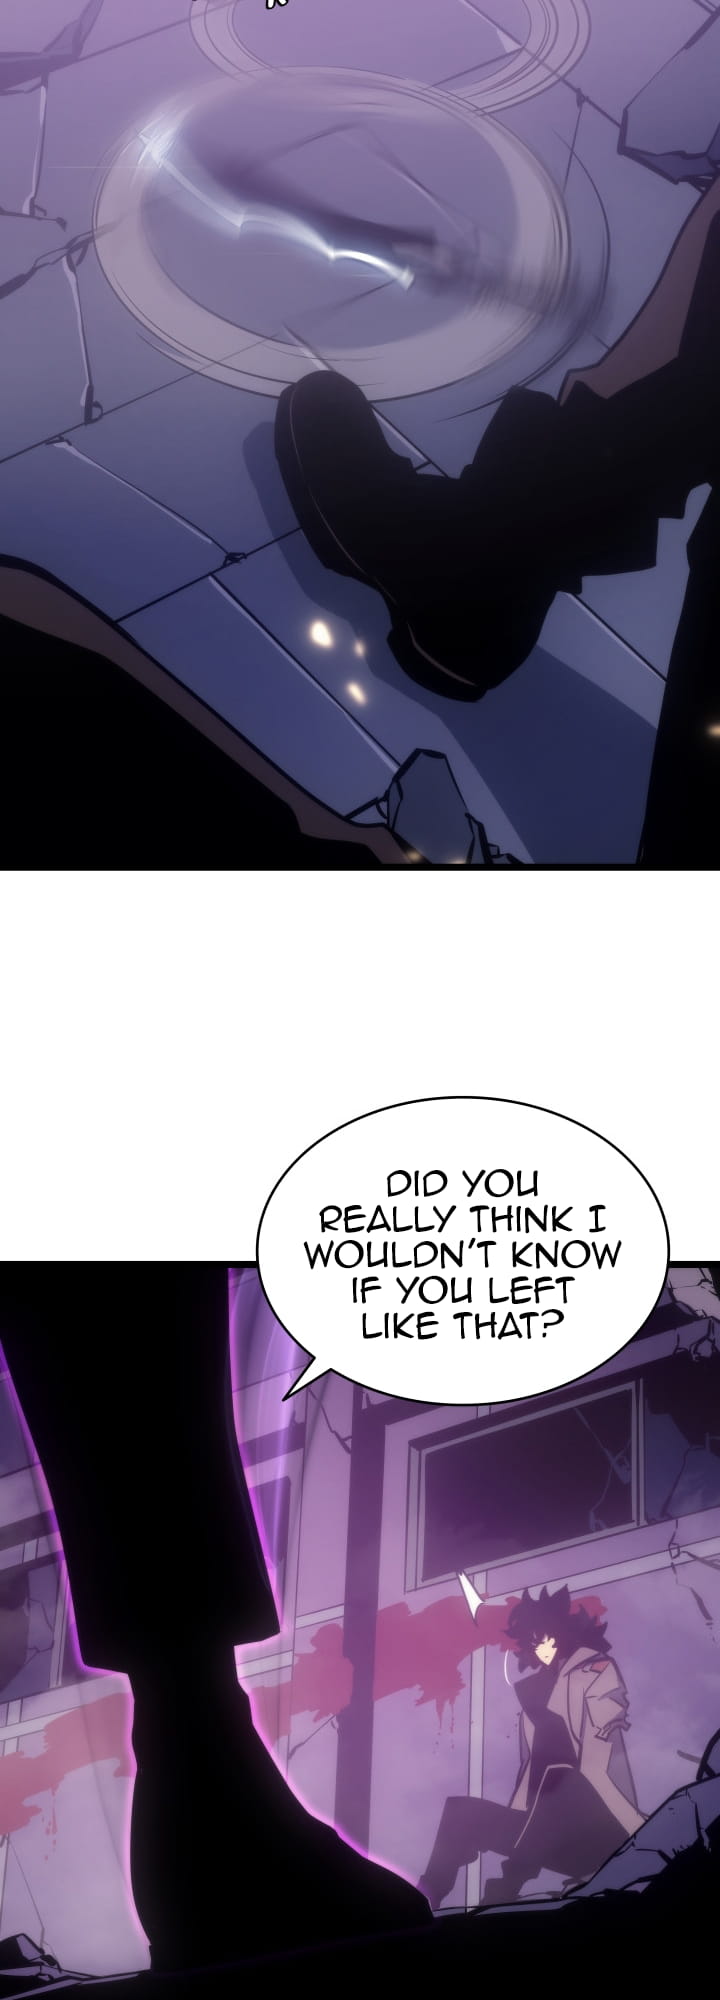 DID YOU
REALLY THINK I
WOULDN'T KNOW
IF YOU LEFT
LIKE THAT?